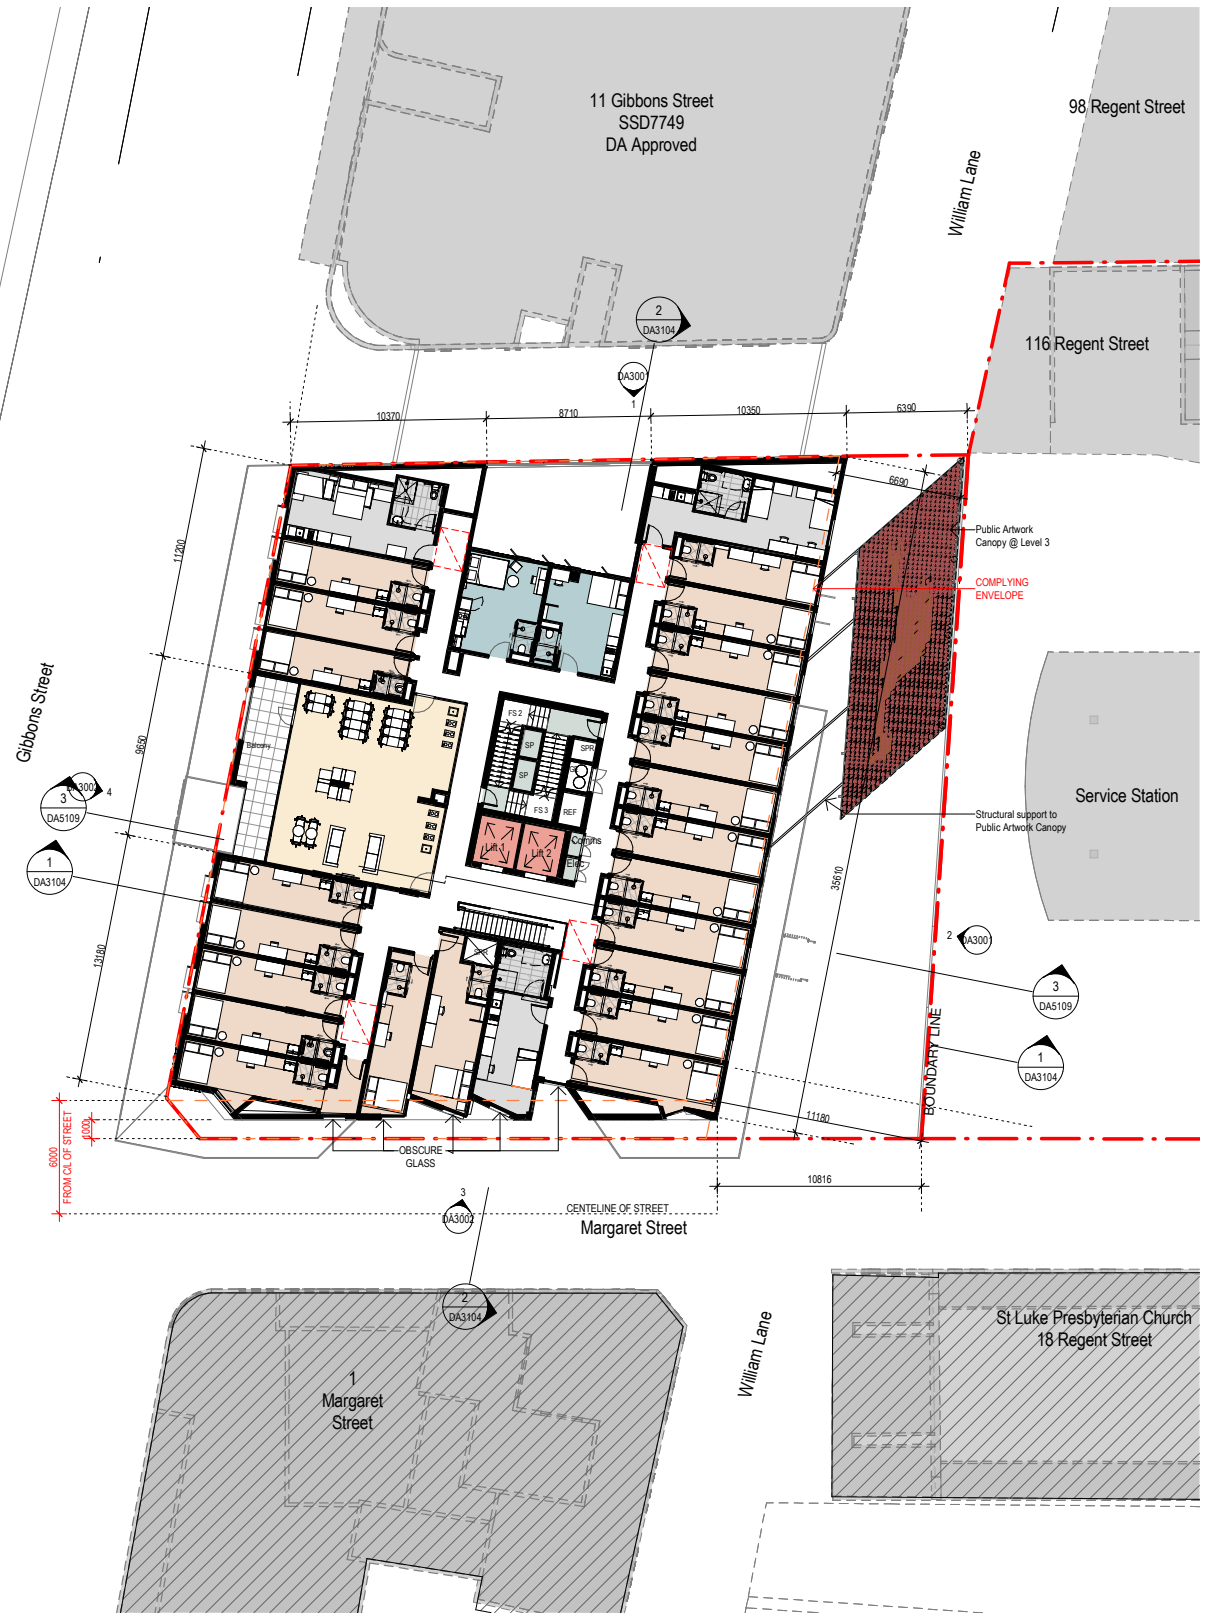 11 Gibbons Street
SSD7749
DA Approved
98 Regent Street
William Lane
116 Regent Street
2
DA3104
DA3001
1
10370
8710
10350
6390
6690
11200
Public Artwork
Canopy @ Level 3
COMPLYING
ENVELOPE
Gibbons Street
9650
Balcony
FS 2
SP
SPR
SP
FS 3
REF
Lift 1
Lift 2
Comms
Elec
DA3002
4
3
DA5109
1
DA3104
Service Station
Structural support to
Public Artwork Canopy
35610
13180
SPR
2
DA3001
3
DA5109
1
DA3104
BOUNDARY LINE
11180
6000
FROM C/L OF STREET
1000
OBSCURE
GLASS
10816
3
DA3002
CENTELINE OF STREET
Margaret Street
2
DA3104
William Lane
St Luke Presbyterian Church
18 Regent Street
1
Margaret
Street